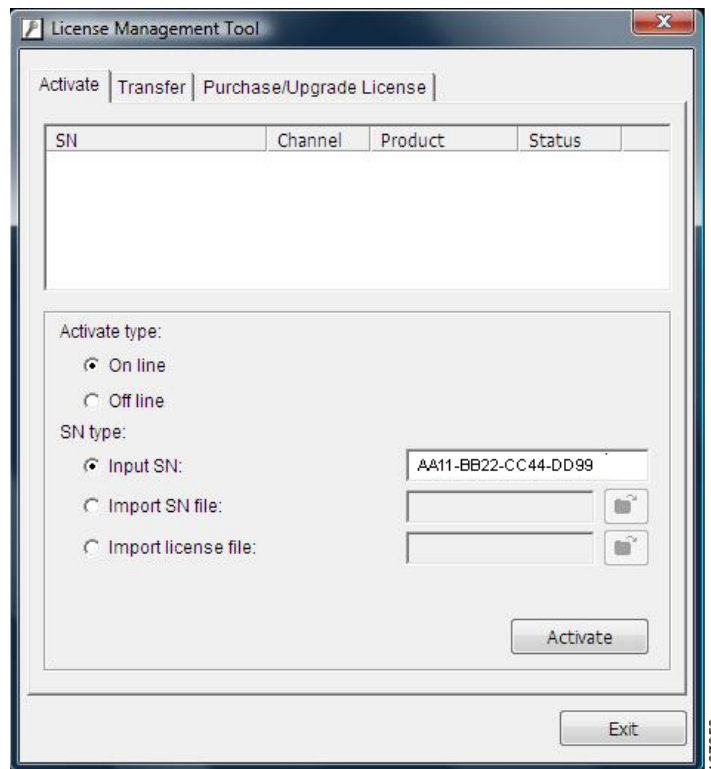 License Management Tool
Activate Transfer Purchase/Upgrade License
SN Channel Product Status
Activate type:
On line
Off line
SN type:
Input SN: AA11-BB22-CC44-DD99
Import SN file:
Import license file:
Activate
Exit